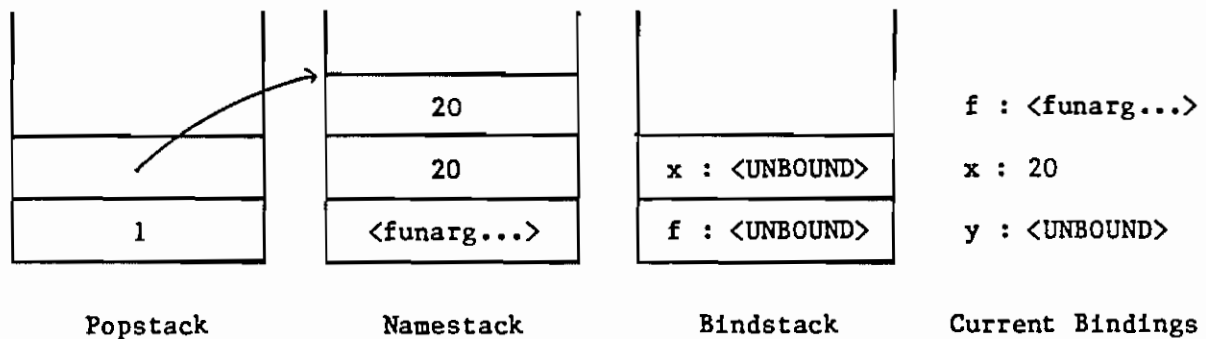 20 f : <funarg...>
20 x : <UNBOUND> x : 20
1 <funarg...> f : <UNBOUND> y : <UNBOUND>
Popstack Namestack Bindstack Current Bindings